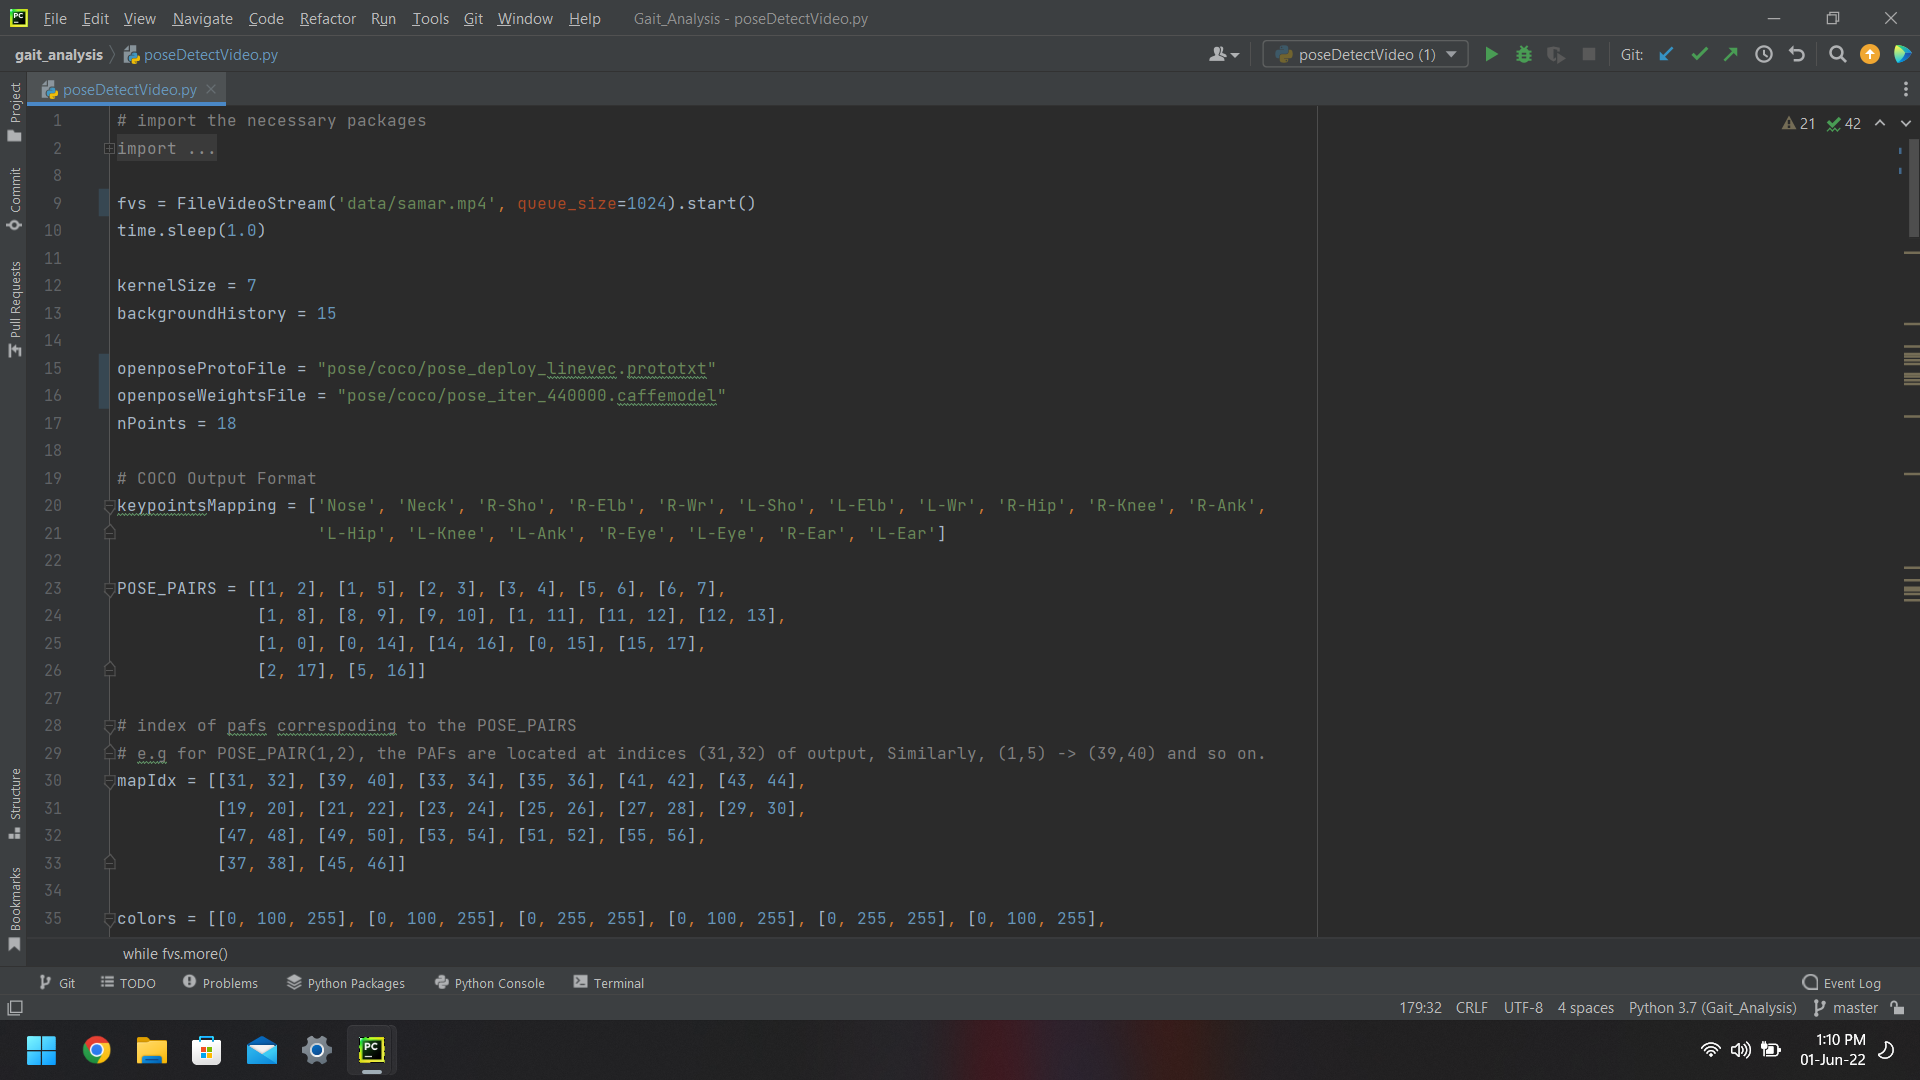 PC File Edit View Navigate Code Refactor Run Tools Git Window Help Gait_Analysis - poseDetectVideo.py
gait_analysis poseDetectVideo.py poseDetectVideo (1) Git:
poseDetectVideo.py
Project
Commit
Pull Requests
Structure
Bookmarks
21 42
1 # import the necessary packages
2 import ...
8
9 fvs = FileVideoStream('data/samar.mp4', queue_size=1024).start()
10 time.sleep(1.0)
11
12 kernelSize = 7
13 backgroundHistory = 15
14
15 openposeProtoFile = "pose/coco/pose_deploy_linevec.prototxt"
16 openposeWeightsFile = "pose/coco/pose_iter_440000.caffemodel"
17 nPoints = 18
18
19 # COCO Output Format
20 keypointsMapping = ['Nose', 'Neck', 'R-Sho', 'R-Elb', 'R-Wr', 'L-Sho', 'L-Elb', 'L-Wr', 'R-Hip', 'R-Knee', 'R-Ank',
21 'L-Hip', 'L-Knee', 'L-Ank', 'R-Eye', 'L-Eye', 'R-Ear', 'L-Ear']
22
23 POSE_PAIRS = [[1, 2], [1, 5], [2, 3], [3, 4], [5, 6], [6, 7],
24 [1, 8], [8, 9], [9, 10], [1, 11], [11, 12], [12, 13],
25 [1, 0], [0, 14], [14, 16], [0, 15], [15, 17],
26 [2, 17], [5, 16]]
27
28 # index of pafs correspoding to the POSE_PAIRS
29 # e.g for POSE_PAIR(1,2), the PAFs are located at indices (31,32) of output, Similarly, (1,5) -> (39,40) and so on.
30 mapIdx = [[31, 32], [39, 40], [33, 34], [35, 36], [41, 42], [43, 44],
31 [19, 20], [21, 22], [23, 24], [25, 26], [27, 28], [29, 30],
32 [47, 48], [49, 50], [53, 54], [51, 52], [55, 56],
33 [37, 38], [45, 46]]
34
35 colors = [[0, 100, 255], [0, 100, 255], [0, 255, 255], [0, 100, 255], [0, 255, 255], [0, 100, 255],
while fvs.more()
Git TODO Problems Python Packages Python Console Terminal Event Log
179:32 CRLF UTF-8 4 spaces Python 3.7 (Gait_Analysis) master
PC
1:10 PM
01-Jun-22